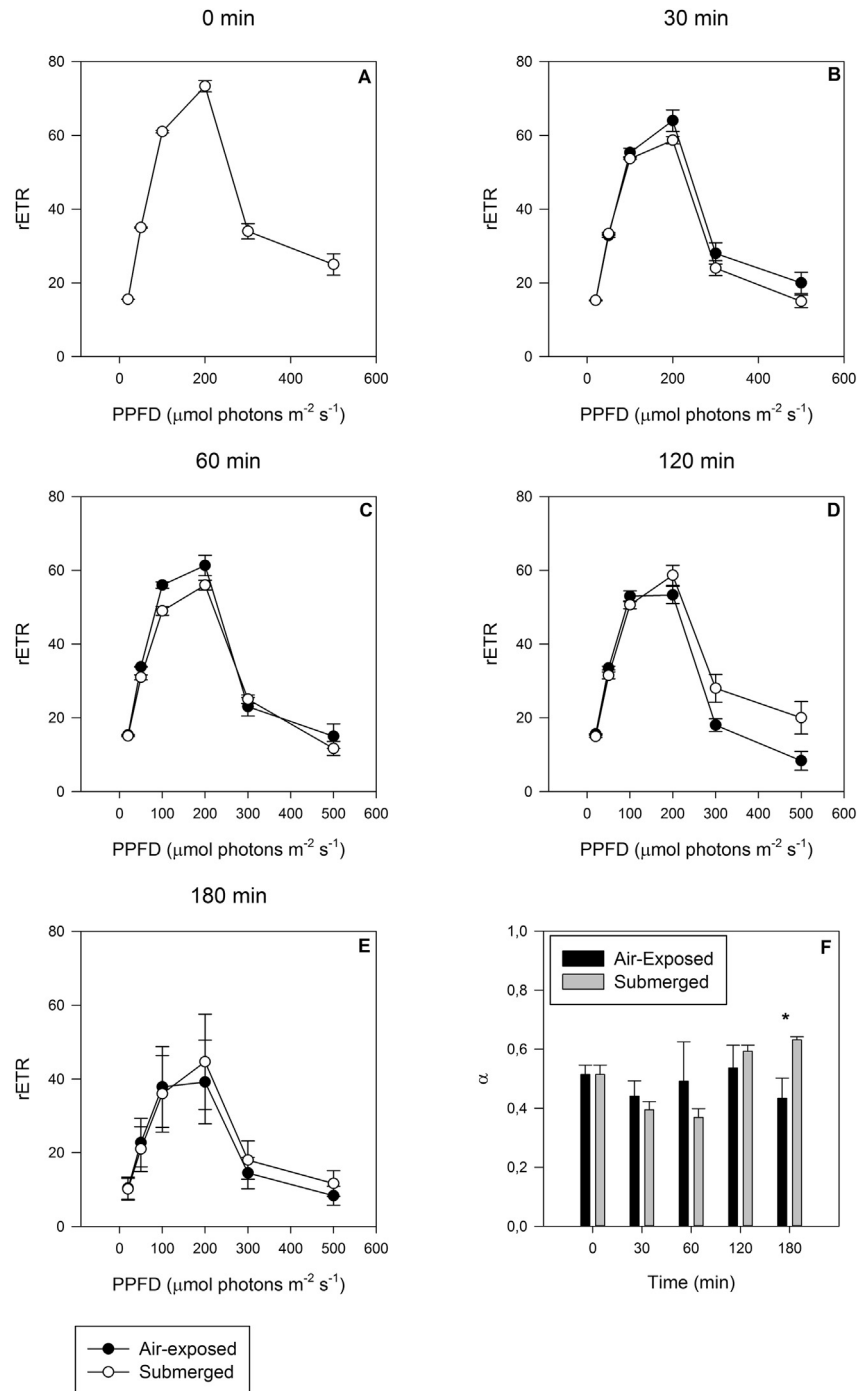 0 min
30 min
80
60
40
20
0
rETR
A
0
200
400
600
PPFD (μmol photons m⁻² s⁻¹)
80
60
40
20
0
rETR
B
0
200
400
600
PPFD (μmol photons m⁻² s⁻¹)
60 min
120 min
80
60
40
20
0
rETR
C
0
100
200
300
400
500
600
PPFD (μmol photons m⁻² s⁻¹)
80
60
40
20
0
rETR
D
0
100
200
300
400
500
600
PPFD (μmol photons m⁻² s⁻¹)
180 min
80
60
40
20
0
rETR
E
0
100
200
300
400
500
600
PPFD (μmol photons m⁻² s⁻¹)
1,0
0,8
0,6
0,4
0,2
0,0
α
F
Air-Exposed
Submerged
*
0
30
60
120
180
Time (min)
Air-exposed
Submerged